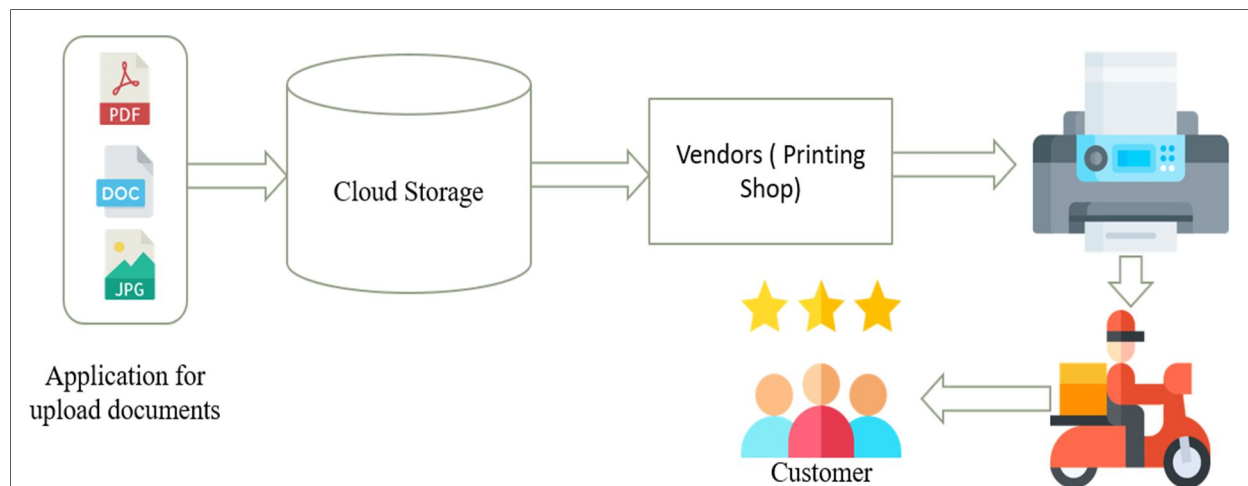 PDF
DOC
JPG
Application for
upload documents
Cloud Storage
Vendors ( Printing
Shop)
Customer